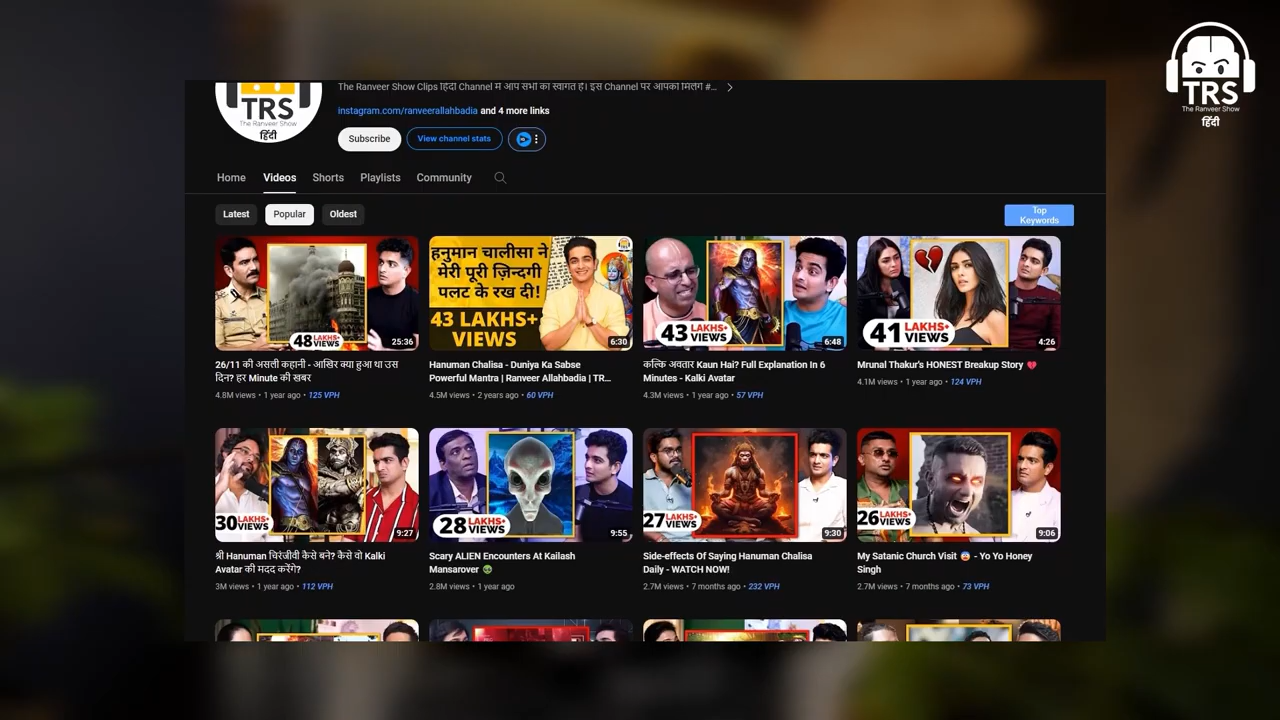 TRS
The Ranveer Show
हिंदी
The Ranveer Show Clips हिंदी Channel में आप सभी का स्वागत है। इस Channel पर आपको मिलेंगे #...
TRS
The Ranveer Show
हिंदी
instagram.com/ranveerallahbadia and 4 more links
Subscribe
View channel stats
Home Videos Shorts Playlists Community
Latest Popular Oldest
Top
Keywords
48 LAKHS+ VIEWS
25:36
हनुमान चालीसा ने
मेरी पूरी ज़िन्दगी
पलट के रख दी!
43 LAKHS+
VIEWS
6:30
43 LAKHS+ VIEWS
6:48
41 LAKHS+ VIEWS
4:26
26/11 की असली कहानी - आखिर क्या हुआ था उस
दिन? हर Minute की खबर
4.8M views • 1 year ago • 125 VPH
Hanuman Chalisa - Duniya Ka Sabse
Powerful Mantra | Ranveer Allahbadia | TR...
4.5M views • 2 years ago • 60 VPH
कल्कि अवतार Kaun Hai? Full Explanation In 6
Minutes - Kalki Avatar
4.3M views • 1 year ago • 57 VPH
Mrunal Thakur's HONEST Breakup Story 💔
4.1M views • 1 year ago • 124 VPH
30 LAKHS+ VIEWS
9:27
28 LAKHS+ VIEWS
9:55
27 LAKHS+ VIEWS
9:30
26 LAKHS+ VIEWS
9:06
श्री Hanuman चिरंजीवी कैसे बने? कैसे वो Kalki
Avatar की मदद करेंगे?
3M views • 1 year ago • 112 VPH
Scary ALIEN Encounters At Kailash
Mansarover 👽
2.8M views • 1 year ago
Side-effects Of Saying Hanuman Chalisa
Daily - WATCH NOW!
2.7M views • 7 months ago • 232 VPH
My Satanic Church Visit 😨 - Yo Yo Honey
Singh
2.7M views • 7 months ago • 73 VPH